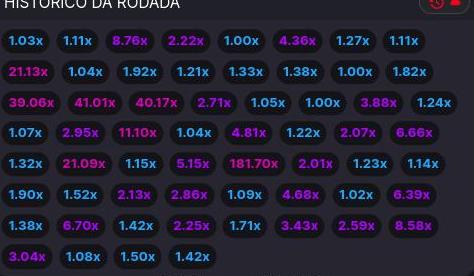 HISTÓRICO DA RODADA
1.03x 1.11x 8.76x 2.22x 1.00x 4.36x 1.27x 1.11x
21.13x 1.04x 1.92x 1.21x 1.33x 1.38x 1.00x 1.82x
39.06x 41.01x 40.17x 2.71x 1.05x 1.00x 3.88x 1.24x
1.07x 2.95x 11.10x 1.04x 4.81x 1.22x 2.07x 6.66x
1.32x 21.09x 1.15x 5.15x 181.70x 2.01x 1.23x 1.14x
1.90x 1.52x 2.13x 2.86x 1.09x 4.68x 1.02x 6.39x
1.38x 6.70x 1.42x 2.25x 1.71x 3.43x 2.59x 8.58x
3.04x 1.08x 1.50x 1.42x